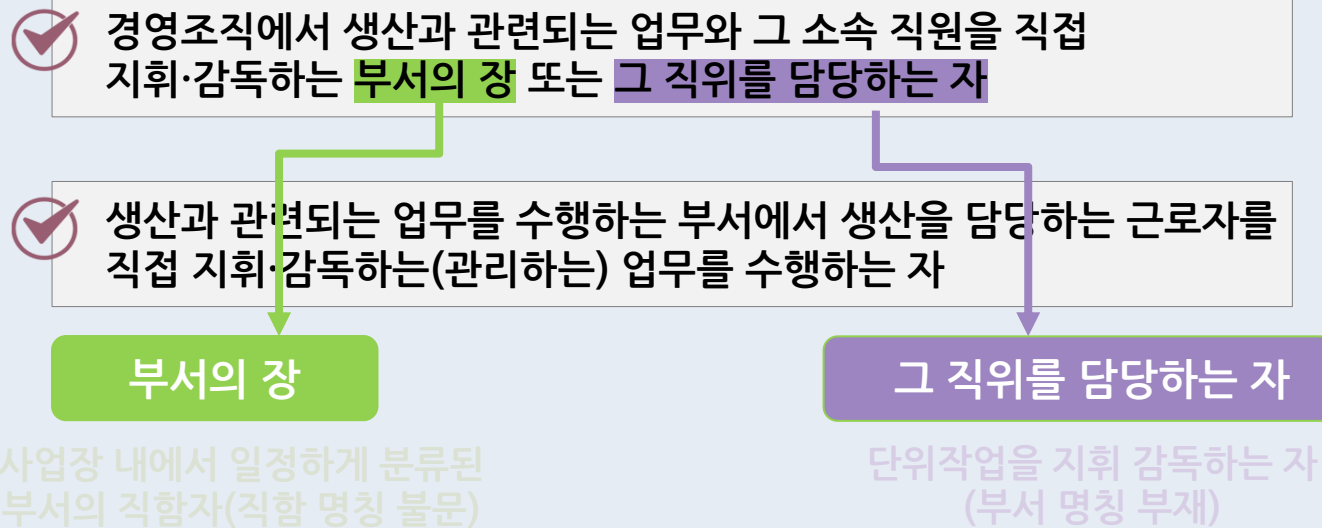 경영조직에서 생산과 관련되는 업무와 그 소속 직원을 직접
지휘·감독하는 부서의 장 또는 그 직위를 담당하는 자
생산과 관련되는 업무를 수행하는 부서에서 생산을 담당하는 근로자를
직접 지휘·감독하는(관리하는) 업무를 수행하는 자
부서의 장
그 직위를 담당하는 자
사업장 내에서 일정하게 분류된
부서의 직함자(직함 명칭 불문)
단위작업을 지휘 감독하는 자
(부서 명칭 부재)